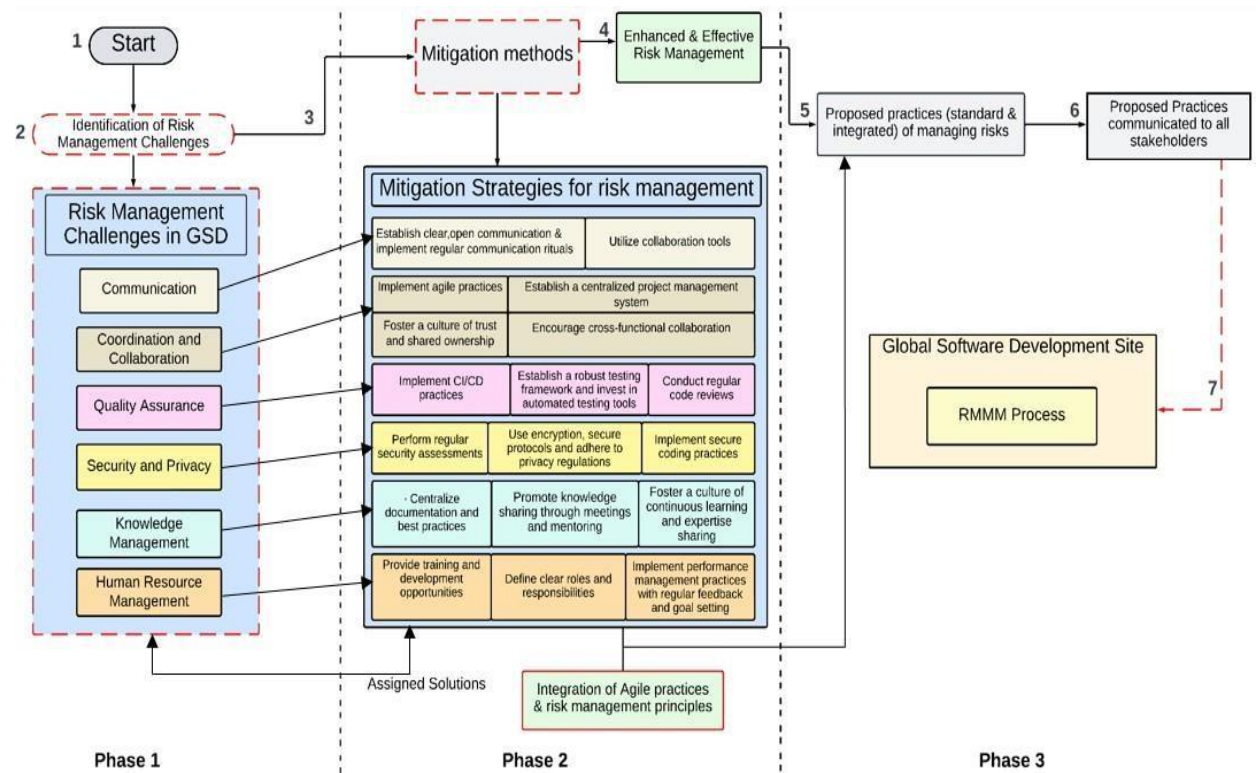 1
Start
2
Identification of Risk
Management Challenges
3
Risk Management
Challenges in GSD
Communication
Coordination and
Collaboration
Quality Assurance
Security and Privacy
Knowledge
Management
Human Resource
Management
Assigned Solutions
Phase 1
Mitigation methods
4
Enhanced & Effective
Risk Management
Mitigation Strategies for risk management
Establish clear,open communication &
implement regular communication rituals
Utilize collaboration tools
Implement agile practices
Establish a centralized project management
system
Foster a culture of trust
and shared ownership
Encourage cross-functional collaboration
Implement CI/CD
practices
Establish a robust testing
framework and invest in
automated testing tools
Conduct regular
code reviews
Perform regular
security assessments
Use encryption, secure
protocols and adhere to
privacy regulations
Implement secure
coding practices
· Centralize
documentation and
best practices
Promote knowledge
sharing through meetings
and mentoring
Foster a culture of
continuous learning
and expertise
sharing
Provide training and
development
opportunities
Define clear roles and
responsibilities
Implement performance
management practices
with regular feedback
and goal setting
Integration of Agile practices
& risk management principles
Phase 2
5
Proposed practices (standard &
integrated) of managing risks
6
Proposed Practices
communicated to all
stakeholders
Global Software Development Site
RMMM Process
7
Phase 3